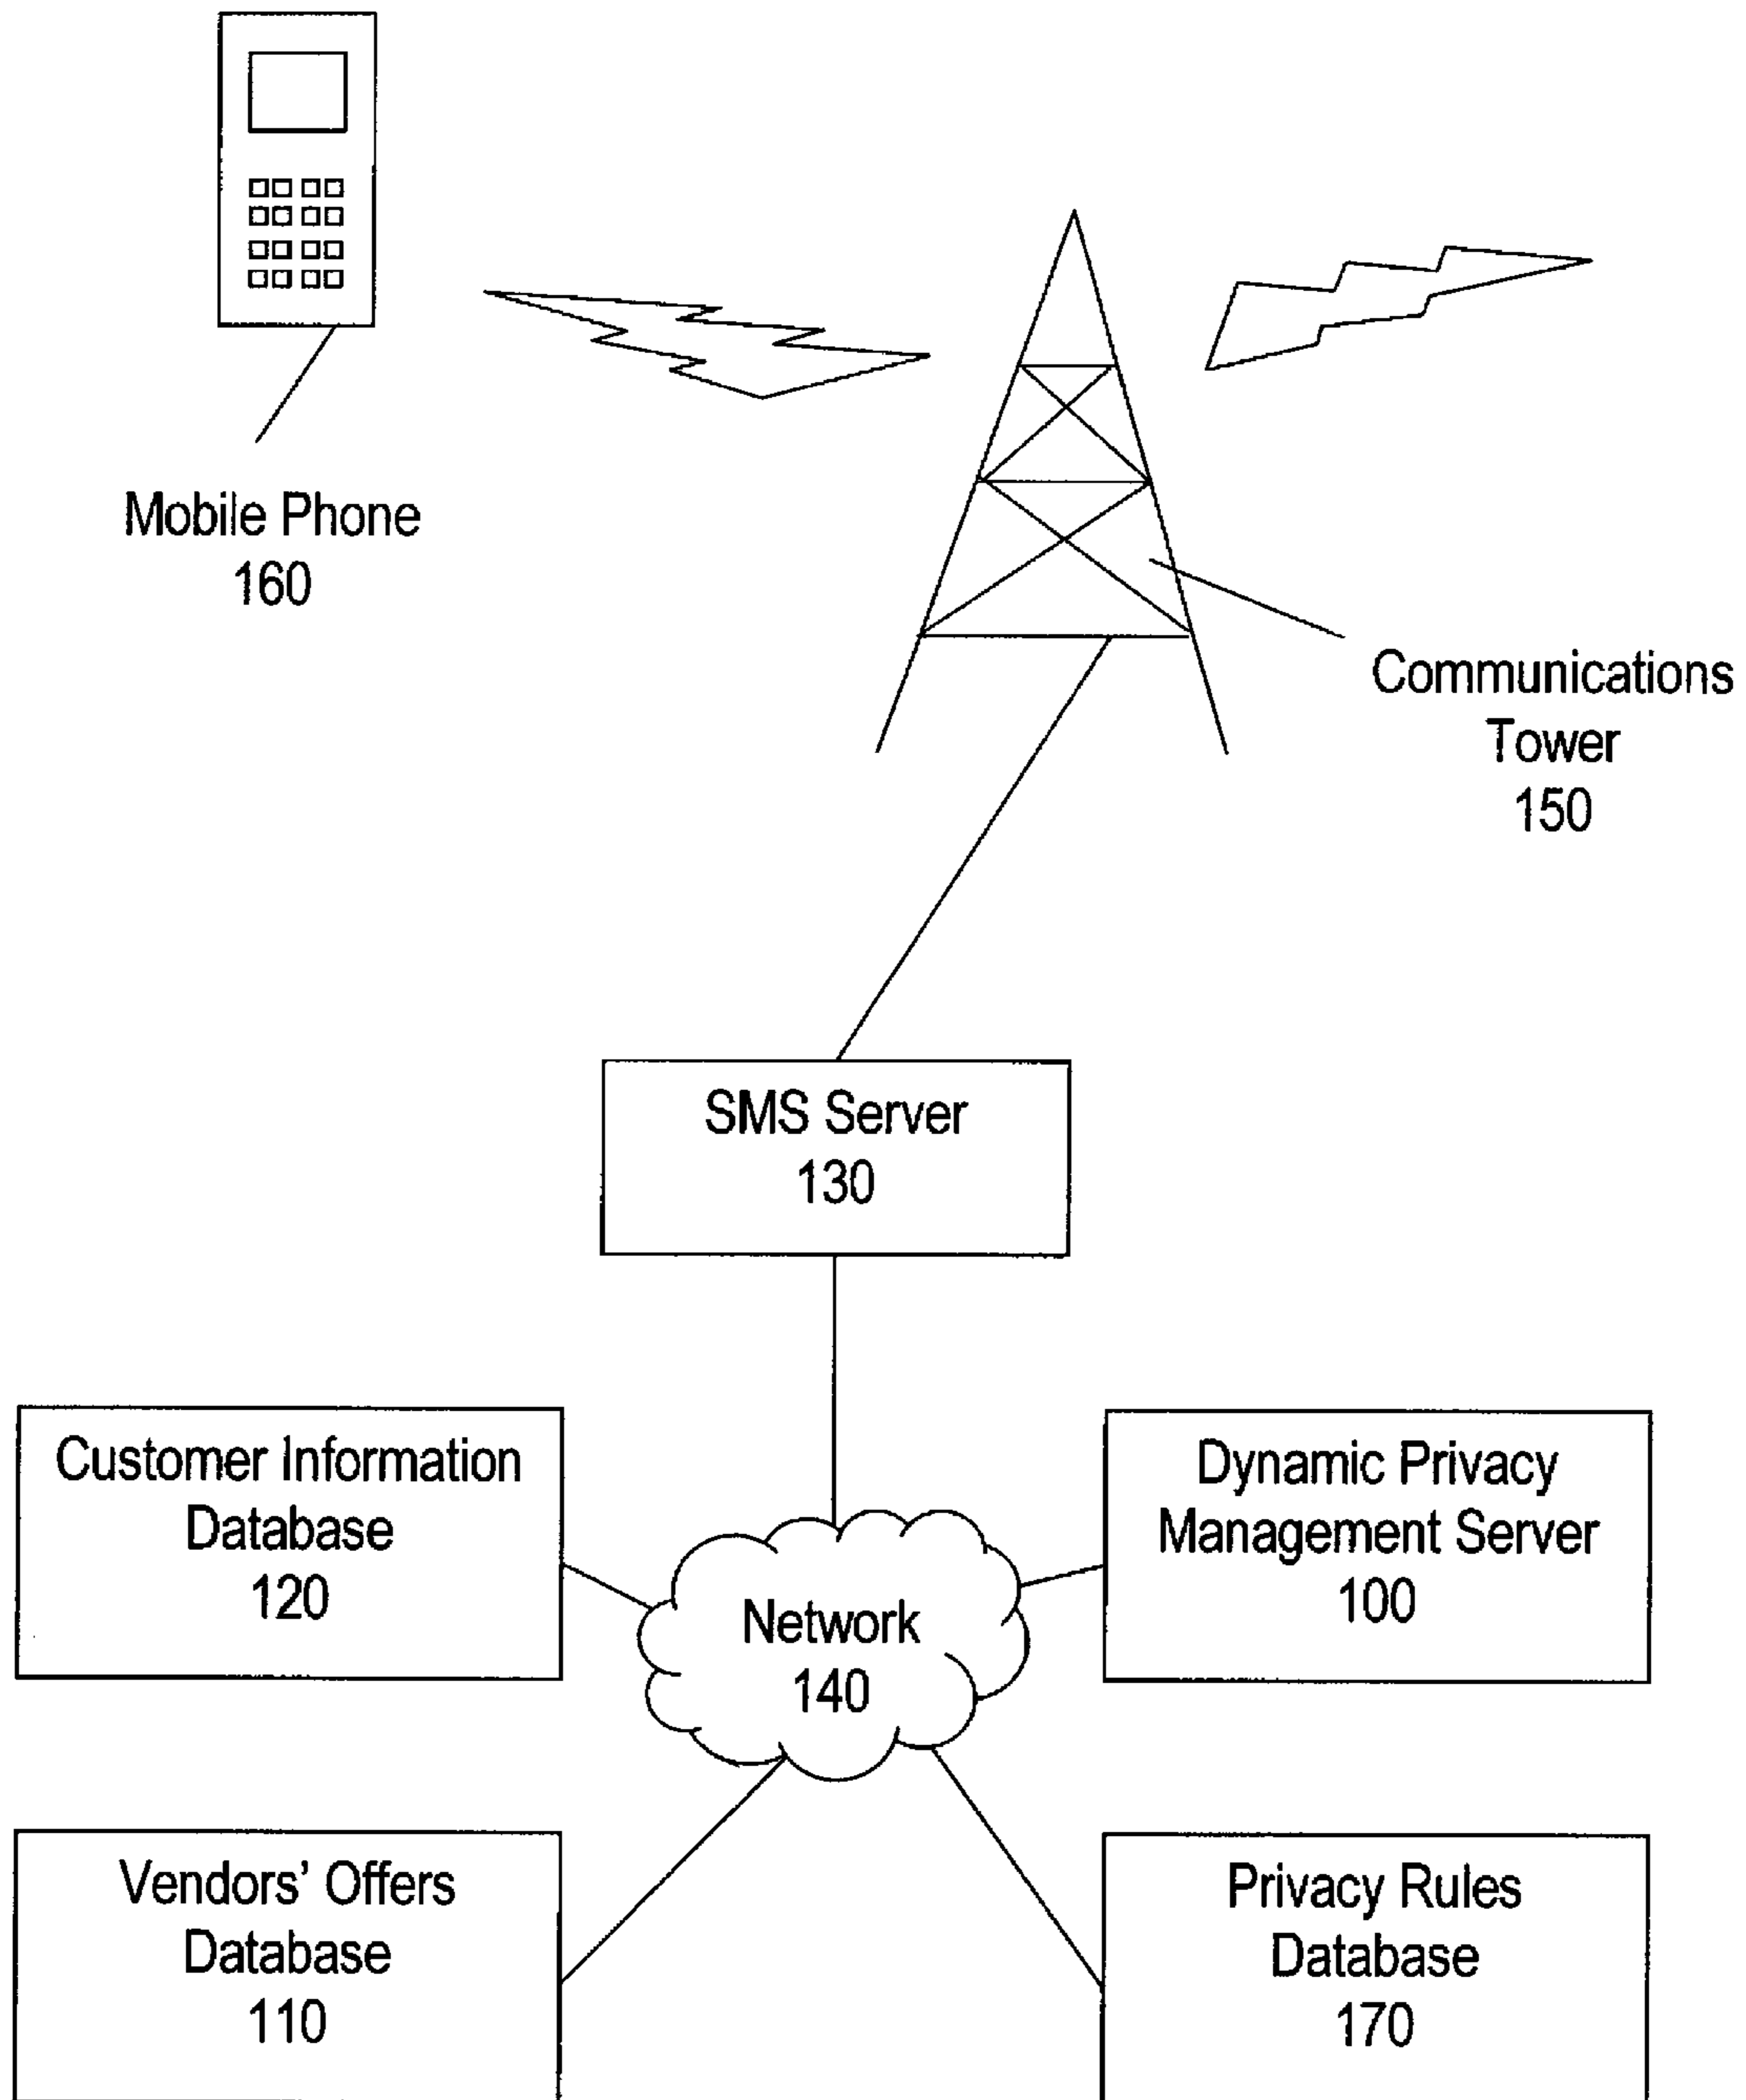 Mobile Phone
160
Communications
Tower
150
SMS Server
130
Customer Information
Database
120
Dynamic Privacy
Management Server
100
Network
140
Vendors' Offers
Database
110
Privacy Rules
Database
170